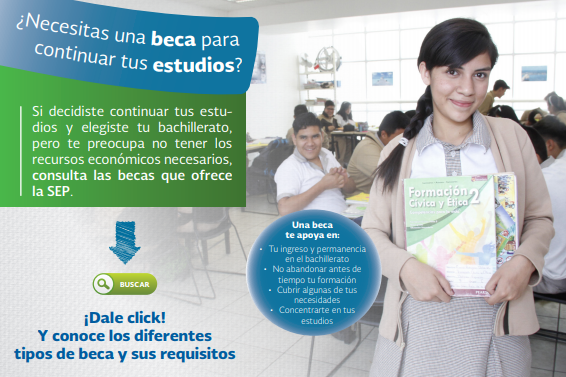 ¿Necesitas una beca para
continuar tus estudios?
Si decidiste continuar tus estu-
dios y elegiste tu bachillerato,
pero te preocupa no tener los
recursos económicos necesarios,
consulta las becas que ofrece
la SEP.
BUSCAR
¡Dale click!
Y conoce los diferentes
tipos de beca y sus requisitos
Una beca
te apoya en:
• Tu ingreso y permanencia
en el bachillerato
• No abandonar antes de
tiempo tu formación
• Cubrir algunas de tus
necesidades
• Concentrarte en tus
estudios
Formación
Cívica y Ética 2